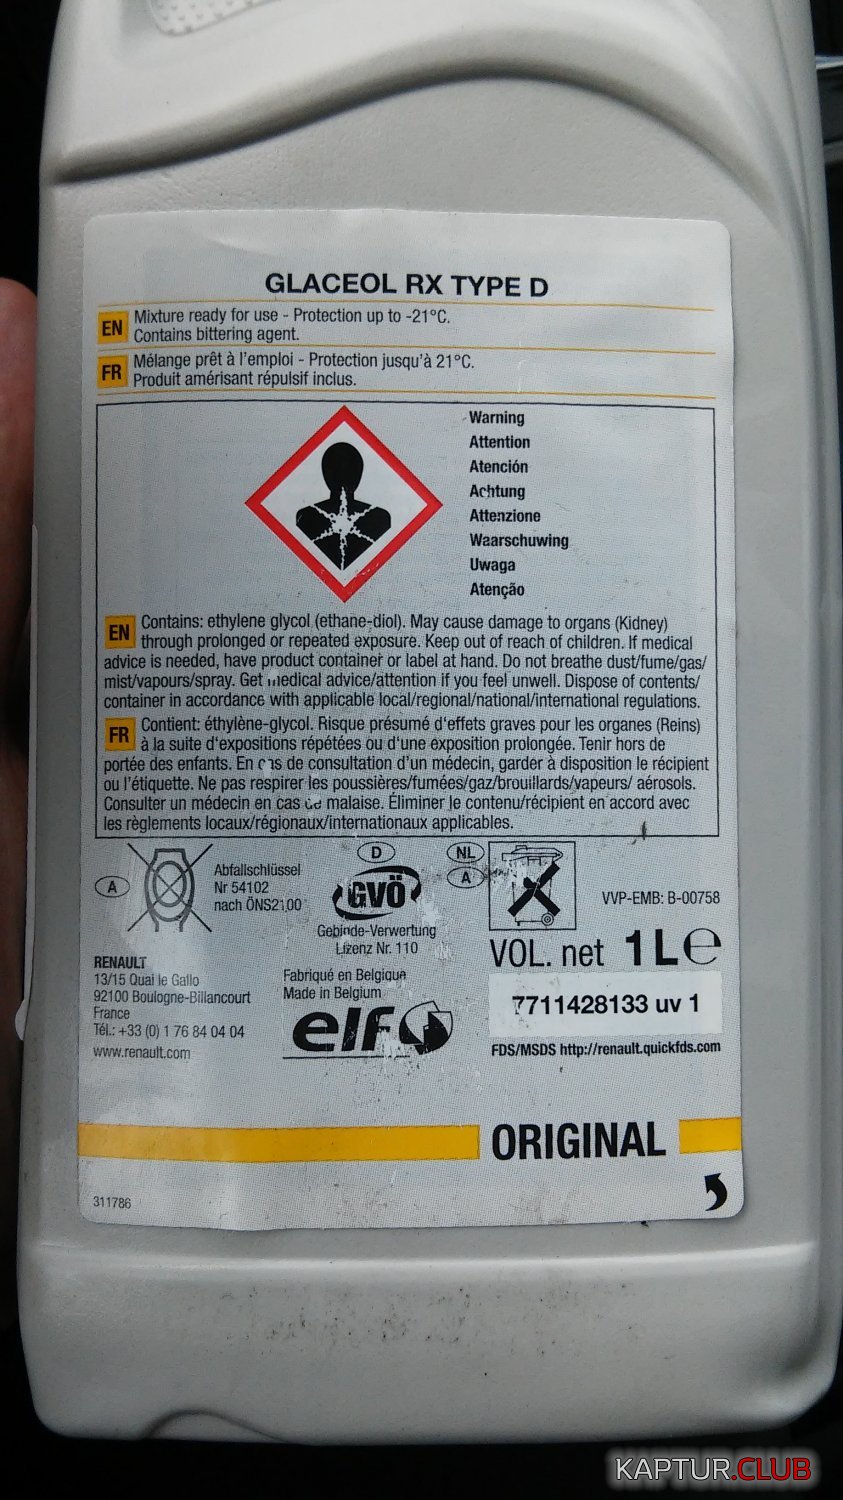 GLACEOL RX TYPE D
EN Mixture ready for use - Protection up to -21°C.
Contains bittering agent.
FR Mélange prêt à l'emploi - Protection jusqu'à 21°C.
Produit amérisant répulsif inclus.
Warning
Attention
Atención
Achtung
Attenzione
Waarschuwing
Uwaga
Atenção
EN Contains: ethylene glycol (ethane-diol). May cause damage to organs (Kidney)
through prolonged or repeated exposure. Keep out of reach of children. If medical
advice is needed, have product container or label at hand. Do not breathe dust/fume/gas/
mist/vapours/spray. Get medical advice/attention if you feel unwell. Dispose of contents/
container in accordance with applicable local/regional/national/international regulations.
FR Contient: éthylène-glycol. Risque présumé d'effets graves pour les organes (Reins)
à la suite d'expositions répétées ou d'une exposition prolongée. Tenir hors de
portée des enfants. En cas de consultation d'un médecin, garder à disposition le récipient
ou l'étiquette. Ne pas respirer les poussières/fumées/gaz/brouillards/vapeurs/ aérosols.
Consulter un médecin en cas de malaise. Éliminer le contenu/récipient en accord avec
les règlements locaux/régionaux/internationaux applicables.
A
Abfallschlüssel
Nr 54102
nach ÖNS2100
D
GVÖ
Gebinde-Verwertung
Lizenz Nr. 110
NL
A
VVP-EMB: B-00758
VOL. net 1 L e
RENAULT
13/15 Quai le Gallo
92100 Boulogne-Billancourt
France
Tél.: +33 (0) 1 76 84 04 04
www.renault.com
Fabriqué en Belgique
Made in Belgium
elf
7711428133 uv 1
FDS/MSDS http://renault.quickfds.com
ORIGINAL
311786
KAPTUR.CLUB